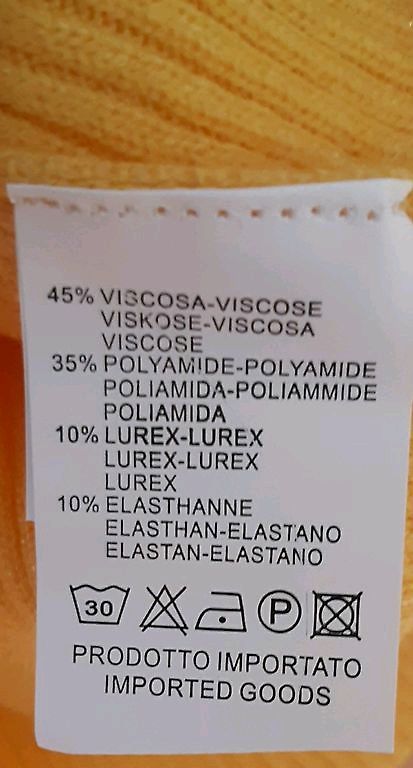 45% VISCOSA-VISCOSE
VISKOSE-VISCOSA
VISCOSE
35% POLYAMIDE-POLYAMIDE
POLIAMIDA-POLIAMMIDE
POLIAMIDA
10% LUREX-LUREX
LUREX-LUREX
LUREX
10% ELASTHANNE
ELASTHAN-ELASTANO
ELASTAN-ELASTANO
30 P
PRODOTTO IMPORTATO
IMPORTED GOODS